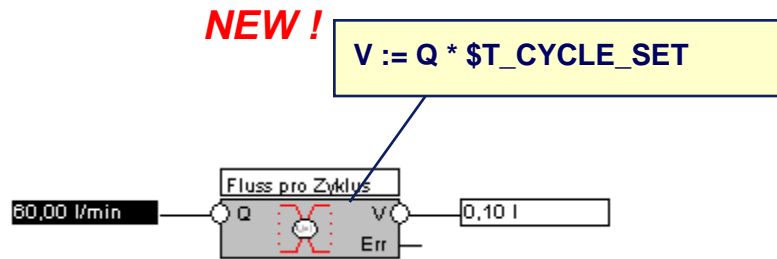 NEW !
V := Q * $T_CYCLE_SET
Fluss pro Zyklus
60,00 l/min
Q
V
0,10 l
Err